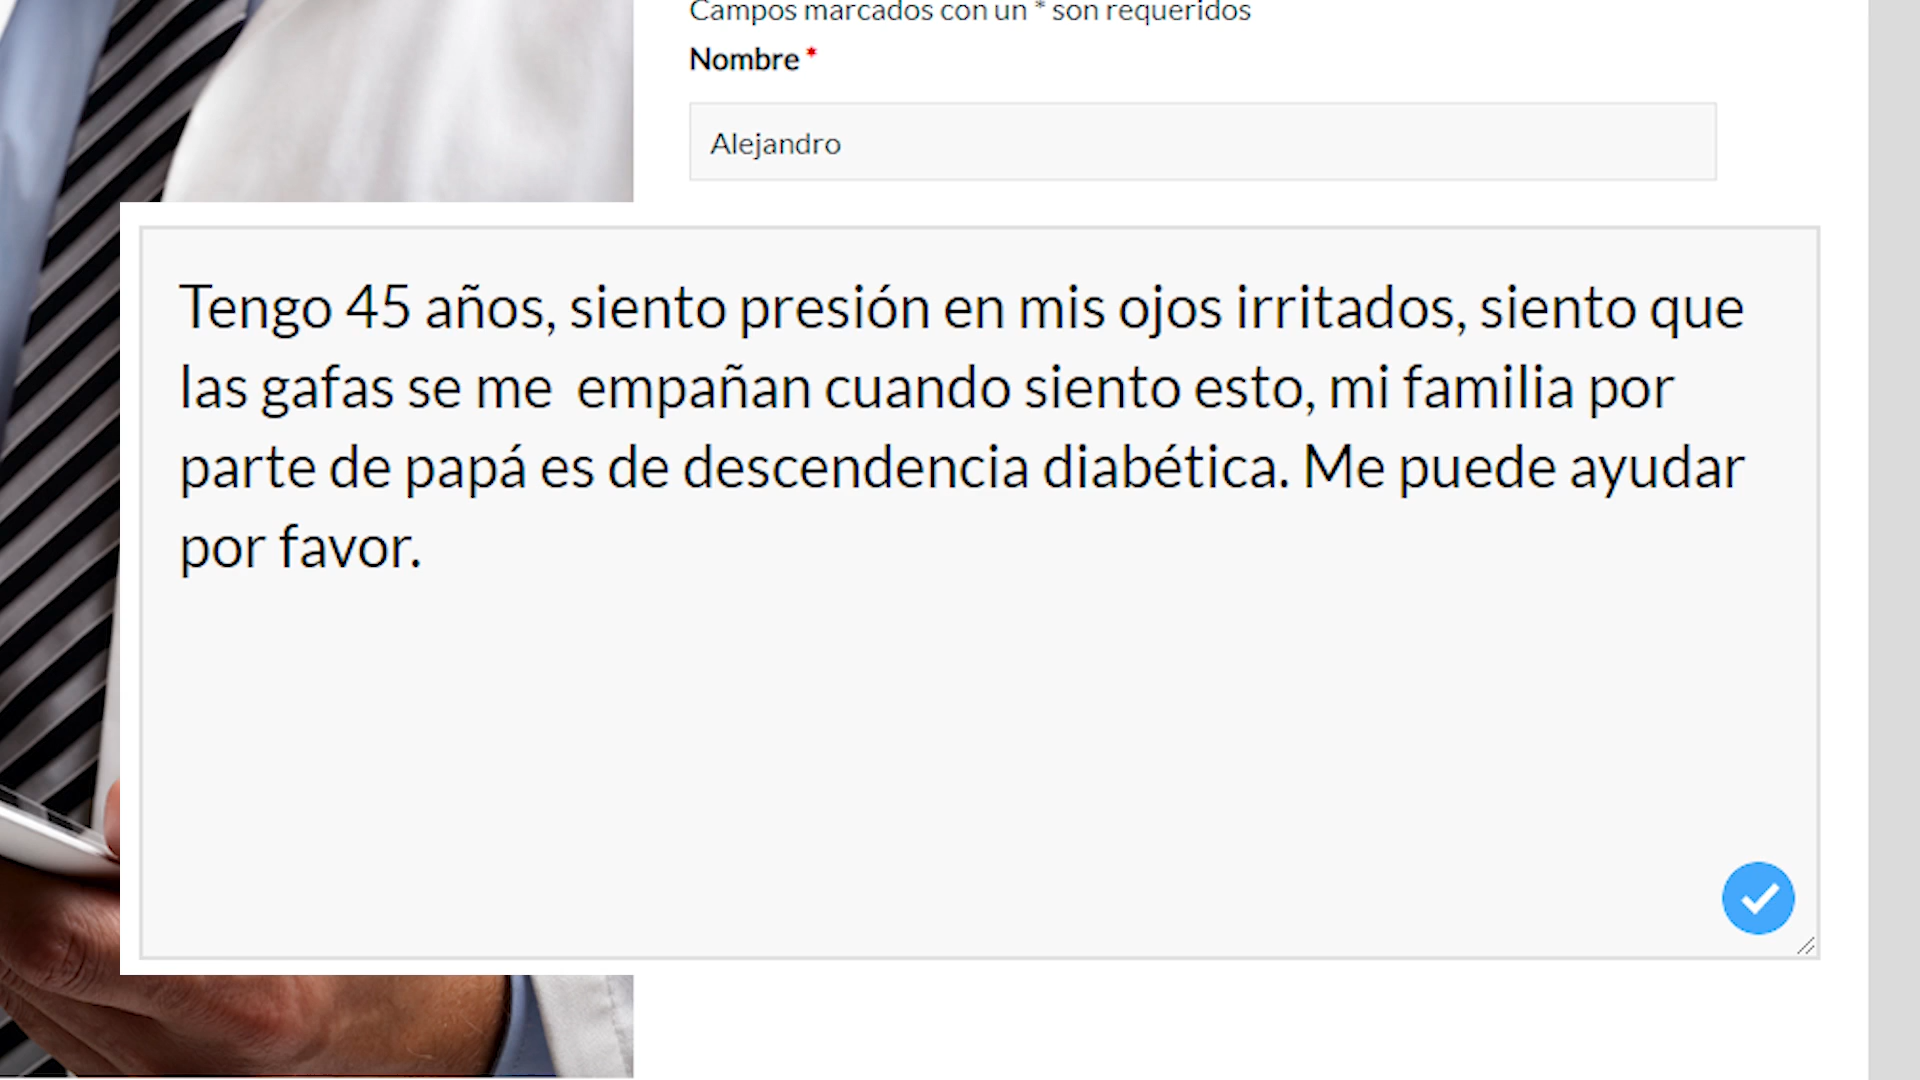 Campos marcados con un * son requeridos
Nombre *
Alejandro
Tengo 45 años, siento presión en mis ojos irritados, siento que
las gafas se me  empañan cuando siento esto, mi familia por
parte de papá es de descendencia diabética. Me puede ayudar
por favor.